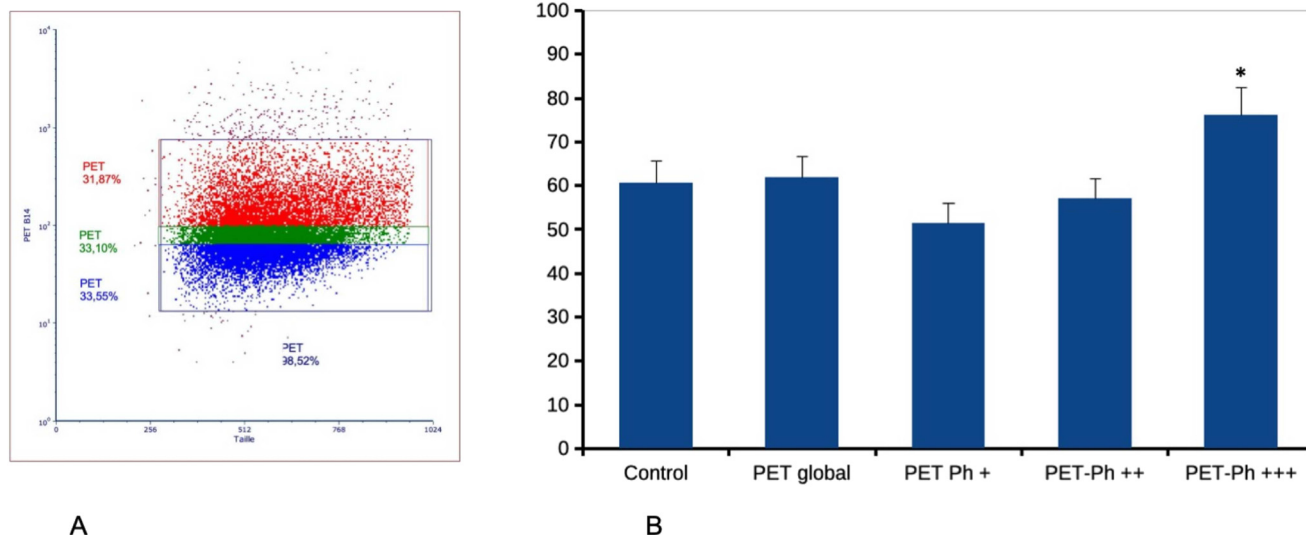 10⁴
10³
PET
31,87%
PET B14
10²
PET
33,10%
PET
33,55%
10¹
PET
98,52%
10⁰
0 256 512 768 1024
Taille
A
100
90
80
70
60
50
40
30
20
60
0
*
Control PET global PET Ph + PET-Ph ++ PET-Ph +++
B